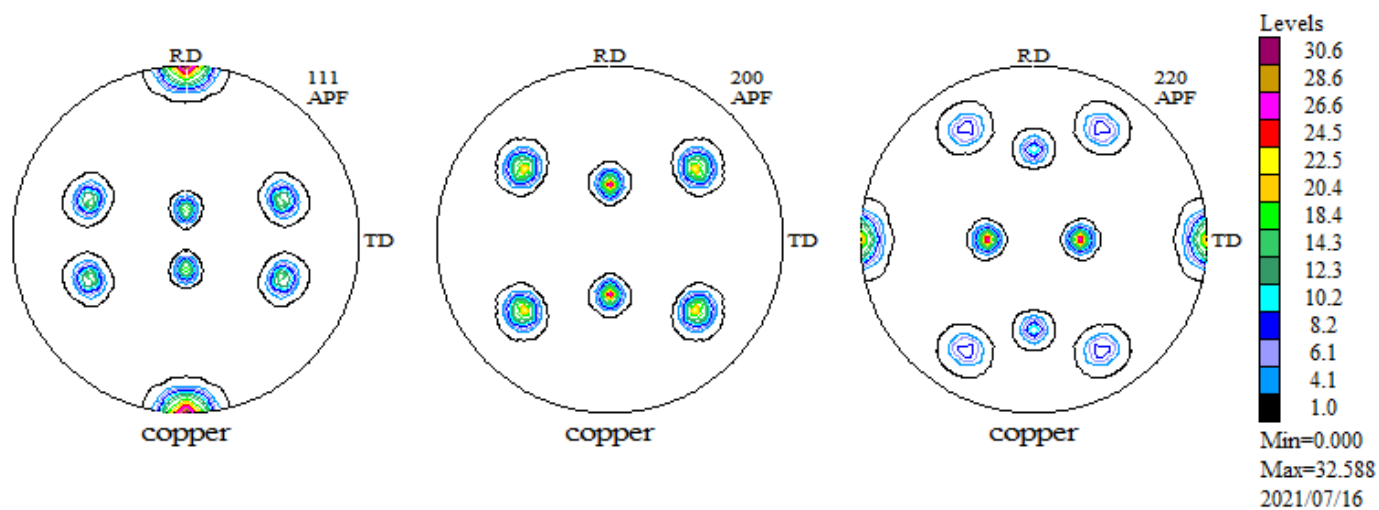 RD
111
APF
TD
copper
RD
200
APF
TD
copper
RD
220
APF
TD
copper
Levels
30.6
28.6
26.6
24.5
22.5
20.4
18.4
14.3
12.3
10.2
8.2
6.1
4.1
1.0
Min=0.000
Max=32.588
2021/07/16